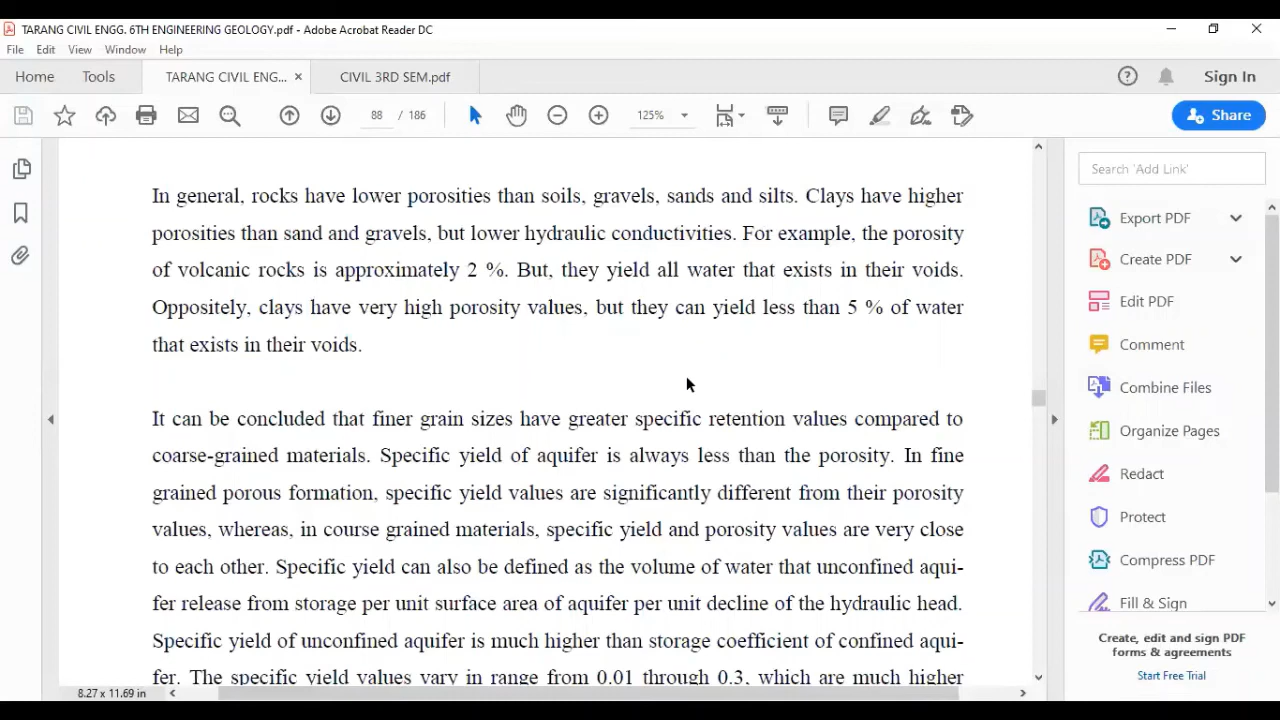 TARANG CIVIL ENGG. 6TH ENGINEERING GEOLOGY.pdf - Adobe Acrobat Reader DC
File Edit View Window Help
Home Tools TARANG CIVIL ENG... × CIVIL 3RD SEM.pdf Sign In
88 / 186 125% Share
In general, rocks have lower porosities than soils, gravels, sands and silts. Clays have higher
porosities than sand and gravels, but lower hydraulic conductivities. For example, the porosity
of volcanic rocks is approximately 2 %. But, they yield all water that exists in their voids.
Oppositely, clays have very high porosity values, but they can yield less than 5 % of water
that exists in their voids.
It can be concluded that finer grain sizes have greater specific retention values compared to
coarse-grained materials. Specific yield of aquifer is always less than the porosity. In fine
grained porous formation, specific yield values are significantly different from their porosity
values, whereas, in course grained materials, specific yield and porosity values are very close
to each other. Specific yield can also be defined as the volume of water that unconfined aqui-
fer release from storage per unit surface area of aquifer per unit decline of the hydraulic head.
Specific yield of unconfined aquifer is much higher than storage coefficient of confined aqui-
fer. The specific yield values vary in range from 0.01 through 0.3, which are much higher
8.27 x 11.69 in
Search 'Add Link'
Export PDF
Create PDF
Edit PDF
Comment
Combine Files
Organize Pages
Redact
Protect
Compress PDF
Fill & Sign
Create, edit and sign PDF
forms & agreements
Start Free Trial